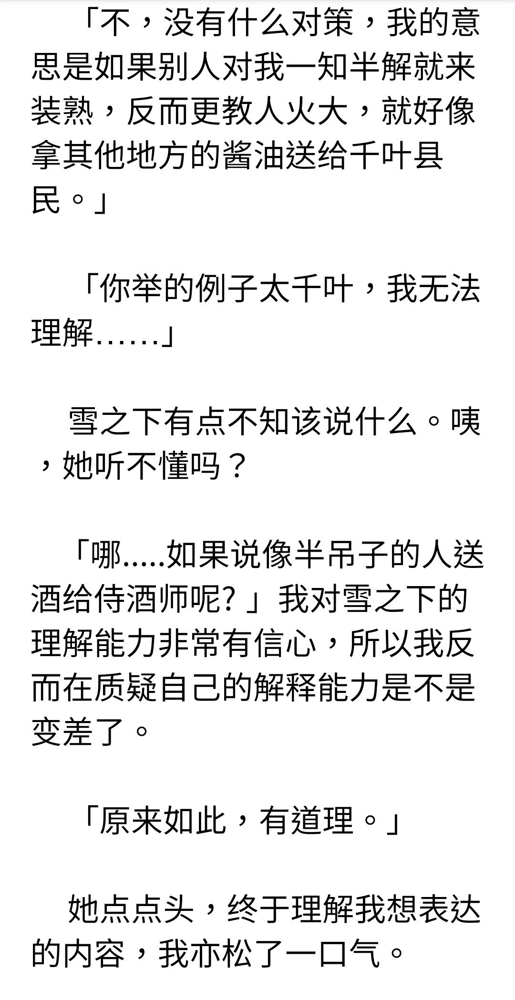 「不，没有什么对策，我的意
思是如果别人对我一知半解就来
装熟，反而更教人火大，就好像
拿其他地方的酱油送给千叶县
民。」
「你举的例子太千叶，我无法
理解……」
雪之下有点不知该说什么。咦
，她听不懂吗？
「哪.....如果说像半吊子的人送
酒给侍酒师呢? 」我对雪之下的
理解能力非常有信心，所以我反
而在质疑自己的解释能力是不是
变差了。
「原来如此，有道理。」
她点点头，终于理解我想表达
的内容，我亦松了一口气。